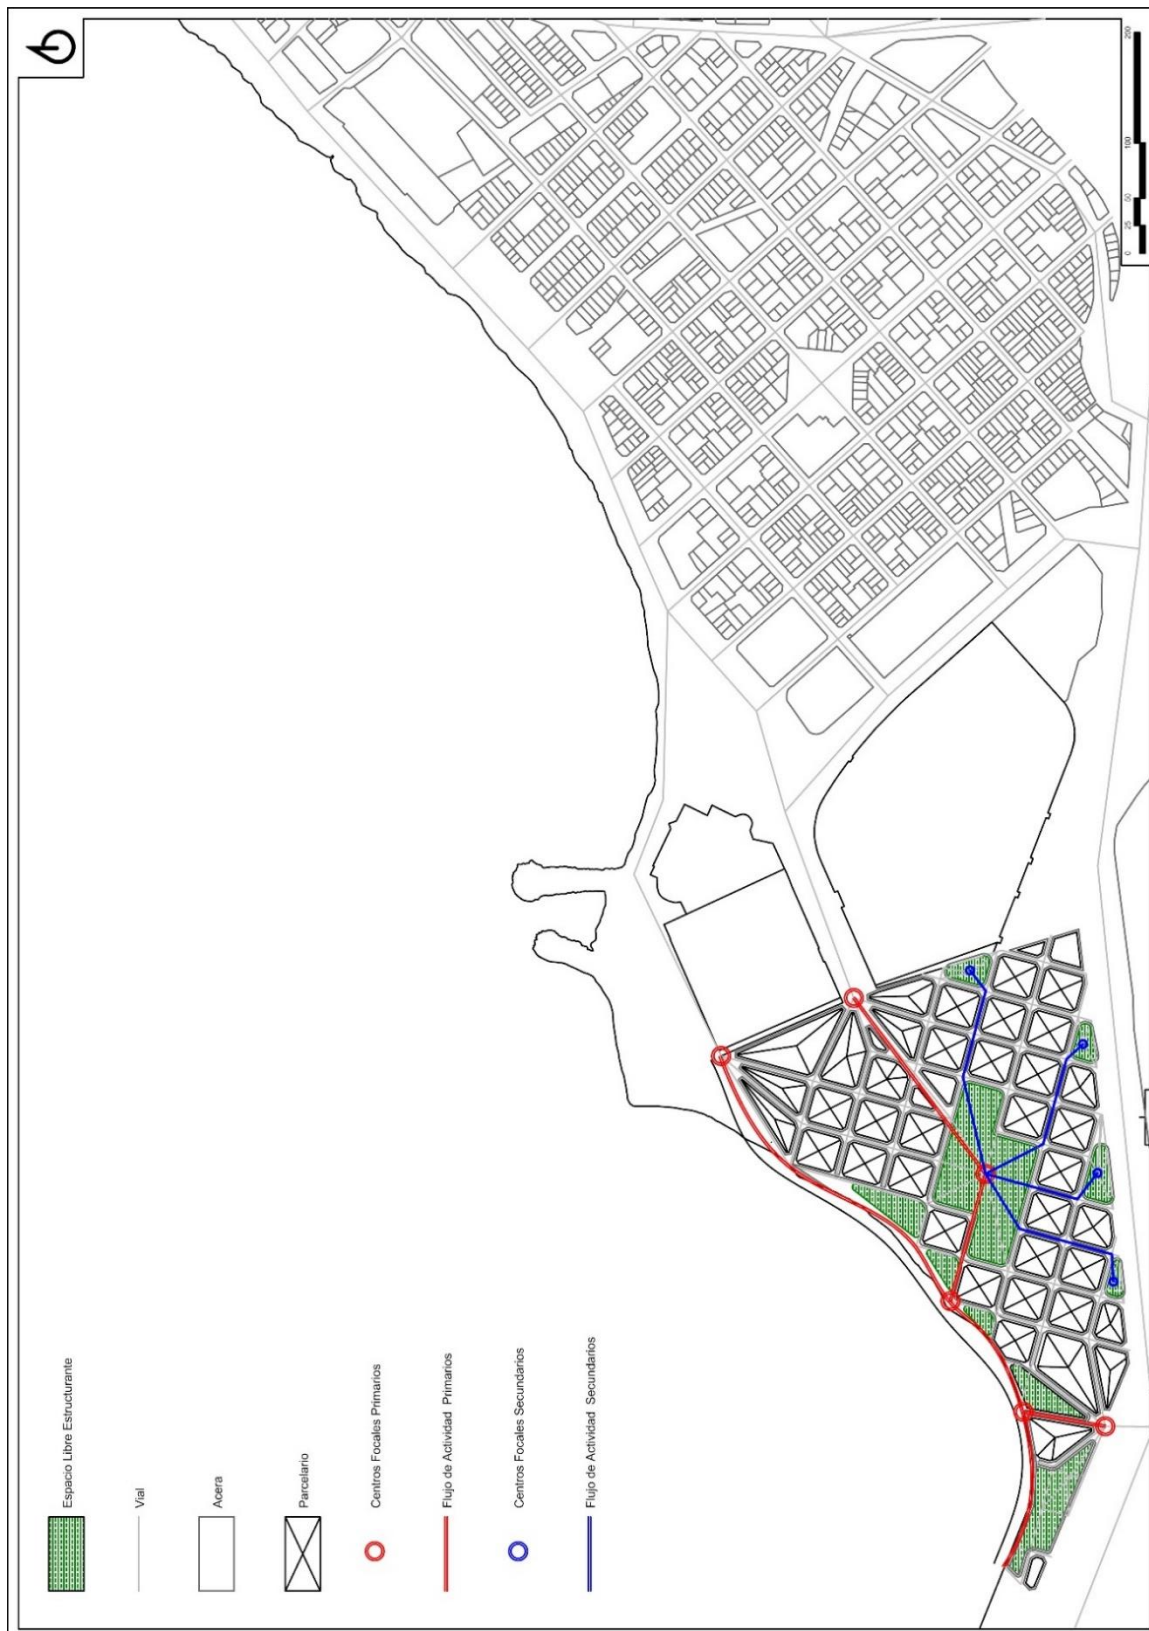 Espacio Libre Estructurante
Vial
Acera
Parcelario
Centros Focales Primarios
Flujo de Actividad Primarios
Centros Focales Secundarios
Flujo de Actividad Secundarios
0 25 50 100 200